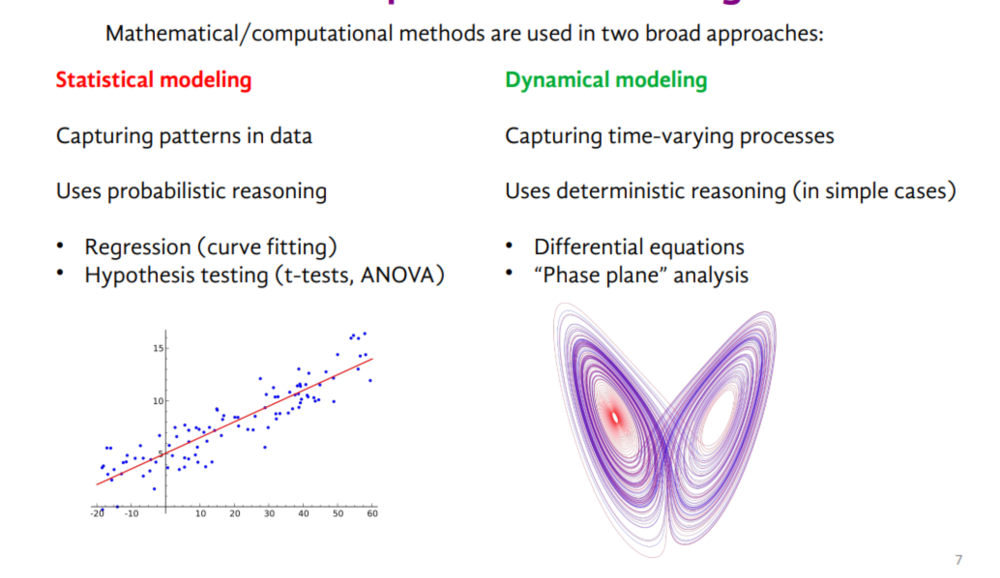 Mathematical/computational methods are used in two broad approaches:
Statistical modeling
Capturing patterns in data
Uses probabilistic reasoning
• Regression (curve fitting)
• Hypothesis testing (t-tests, ANOVA)
15
10
5
-20 -10 10 20 30 40 50 60
Dynamical modeling
Capturing time-varying processes
Uses deterministic reasoning (in simple cases)
• Differential equations
• “Phase plane” analysis
7